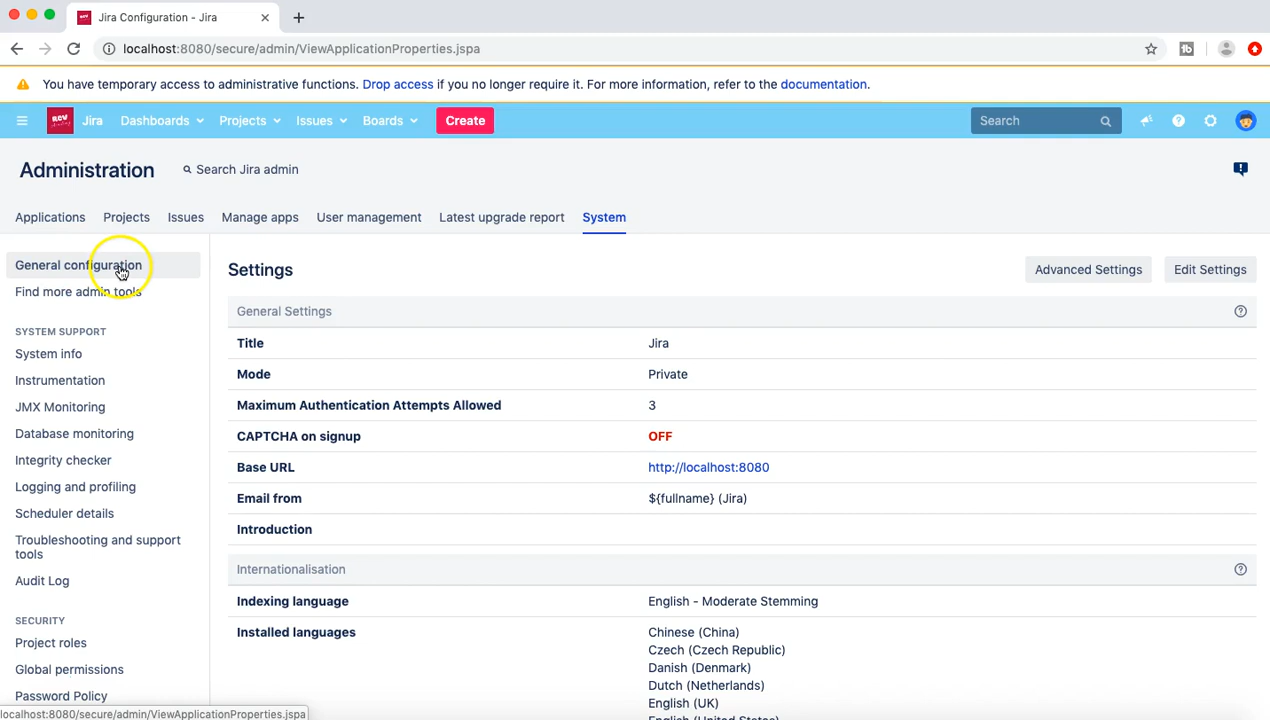 Jira Configuration - Jira
localhost:8080/secure/admin/ViewApplicationProperties.jspa
You have temporary access to administrative functions. Drop access if you no longer require it. For more information, refer to the documentation.
Jira Dashboards Projects Issues Boards Create Search
Administration Search Jira admin
Applications Projects Issues Manage apps User management Latest upgrade report System
General configuration
Find more admin tools
SYSTEM SUPPORT
System info
Instrumentation
JMX Monitoring
Database monitoring
Integrity checker
Logging and profiling
Scheduler details
Troubleshooting and support
tools
Audit Log
SECURITY
Project roles
Global permissions
Password Policy
localhost:8080/secure/admin/ViewApplicationProperties.jspa
Settings Advanced Settings Edit Settings
General Settings
Title Jira
Mode Private
Maximum Authentication Attempts Allowed 3
CAPTCHA on signup OFF
Base URL http://localhost:8080
Email from ${fullname} (Jira)
Introduction
Internationalisation
Indexing language English - Moderate Stemming
Installed languages Chinese (China)
Czech (Czech Republic)
Danish (Denmark)
Dutch (Netherlands)
English (UK)
English (United States)